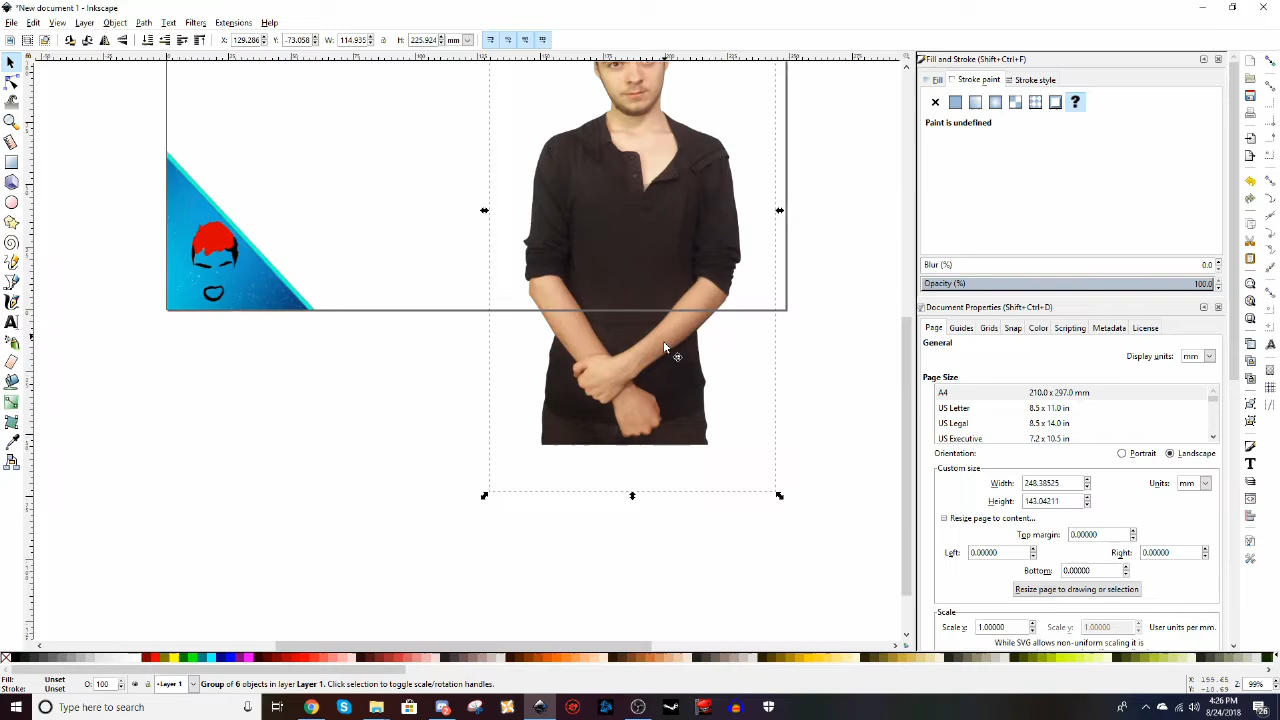 *New document 1 - Inkscape
File Edit View Layer Object Path Text Filters Extensions Help
X: 129.286 Y: -73.058 W: 114.935 H: 225.924 mm
Fill and Stroke (Shift+Ctrl+F)
Fill Stroke paint Stroke style
?
Paint is undefined
Blur (%) 0.0
Opacity (%) 100.0
Document Properties (Shift+Ctrl+D)
Page Guides Grids Snap Color Scripting Metadata License
General
Display units: mm
Page Size
A4 210.0 x 297.0 mm
US Letter 8.5 x 11.0 in
US Legal 8.5 x 14.0 in
US Executive 7.2 x 10.5 in
Orientation: Portrait Landscape
Custom size
Width: 248.38525 Units: mm
Height: 143.04211
Resize page to content...
Top margin: 0.00000
Left: 0.00000 Right: 0.00000
Bottom: 0.00000
Resize page to drawing or selection
Scale
Scale x: 1.00000 Scale y: 1.00000 User units per mm.
While SVG allows non-uniform scaling it is
Fill: Unset
Stroke: Unset
O: 100 Layer 1 Group of 6 objects in layer Layer 1. Click selection to toggle scale/rotation handles.
X: 199.65
Y: -10.69
Z: 99%
Type here to search
4:26 PM
8/24/2018
26